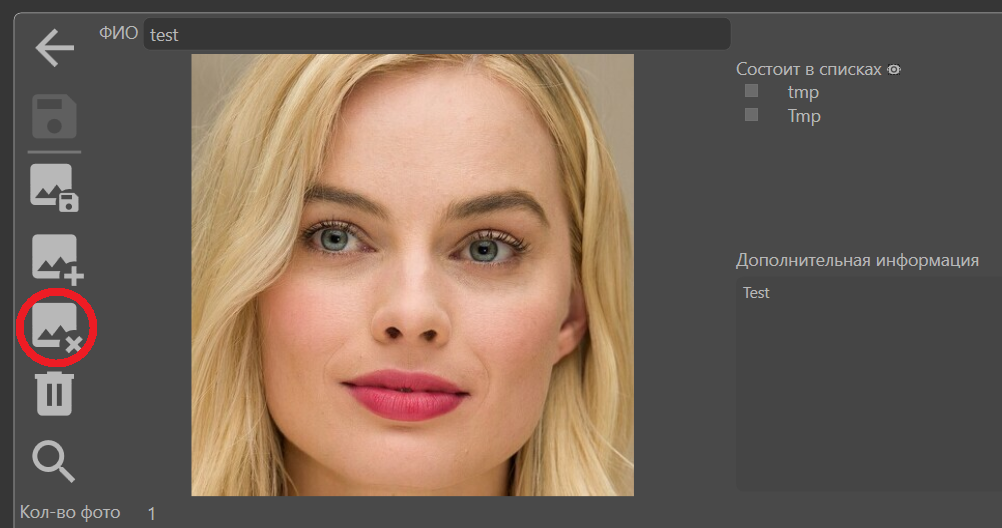 ФИО test
Состоит в списках
tmp
Tmp
Дополнительная информация
Test
Кол-во фото 1